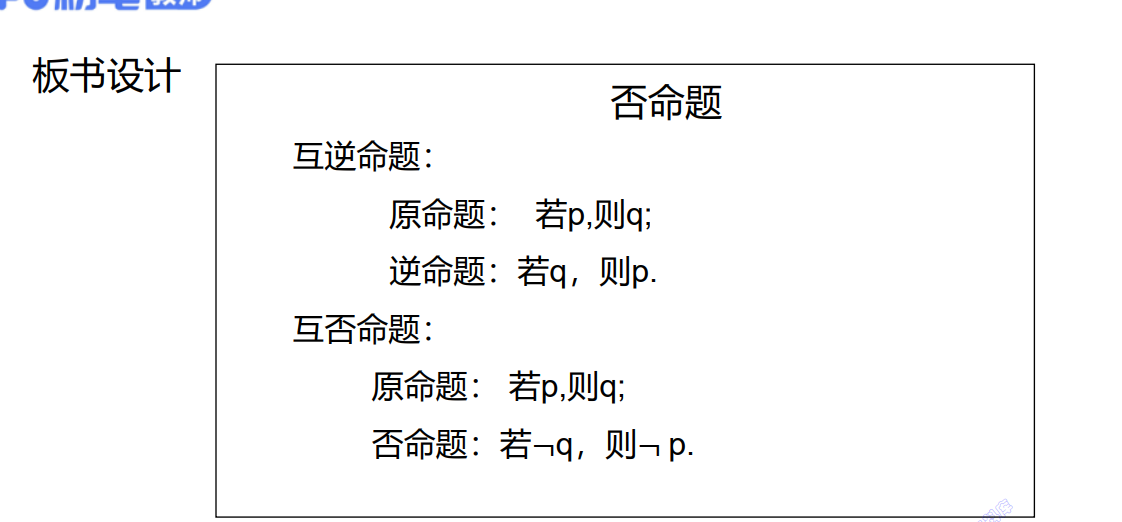 板书设计
否命题
互逆命题：
原命题： 若p,则q;
逆命题：若q，则p.
互否命题：
原命题： 若p,则q;
否命题：若¬q，则¬ p.